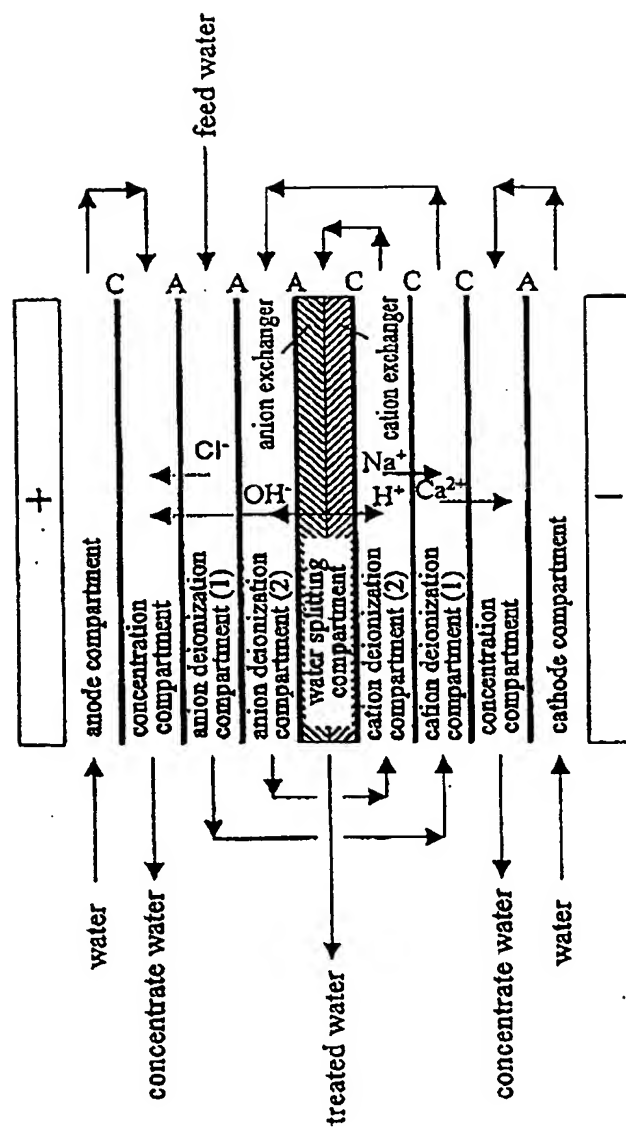 feed water
+
anode compartment
C
concentration
compartment
A
Cl⁻
anion deionization
compartment (1)
A
OH⁻
anion deionization
compartment (2)
anion exchanger
A
water splitting
compartment
C
cation exchanger
Na⁺
H⁺
cation deionization
compartment (2)
C
Ca²⁺
cation deionization
compartment (1)
C
concentration
compartment
A
cathode compartment
−
water
concentrate water
treated water
concentrate water
water